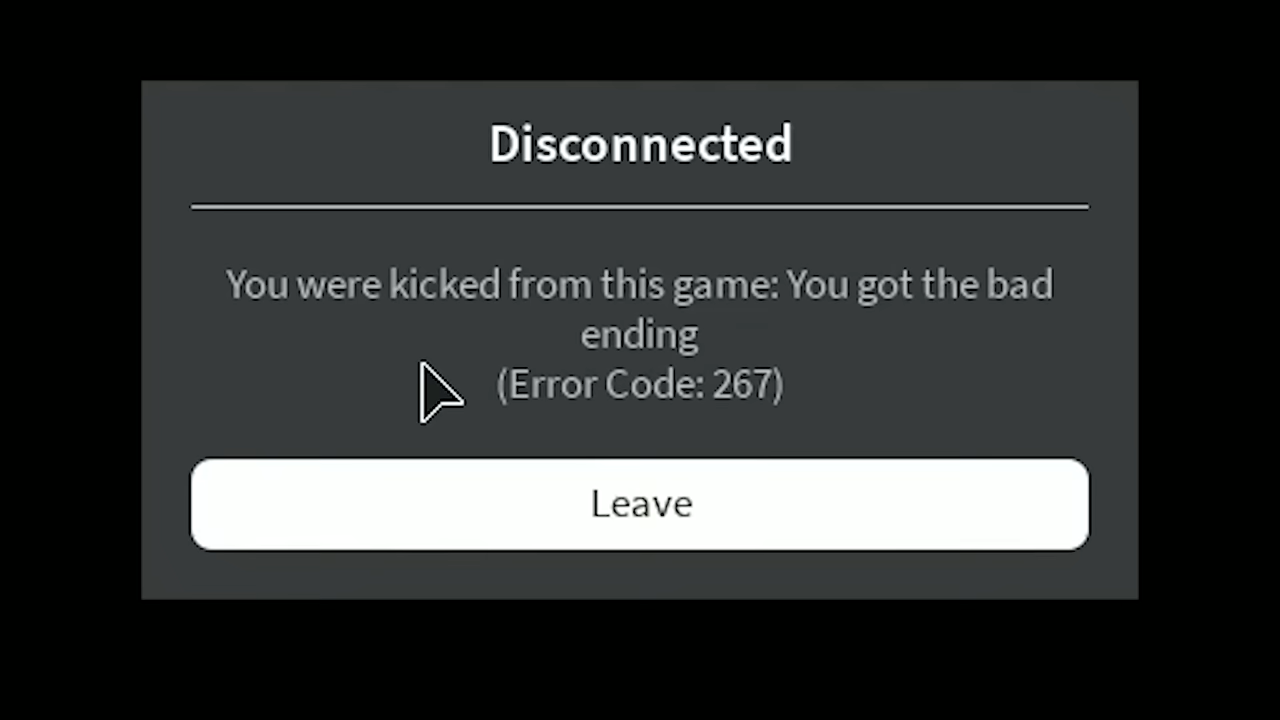 Disconnected
You were kicked from this game: You got the bad
ending
(Error Code: 267)
Leave